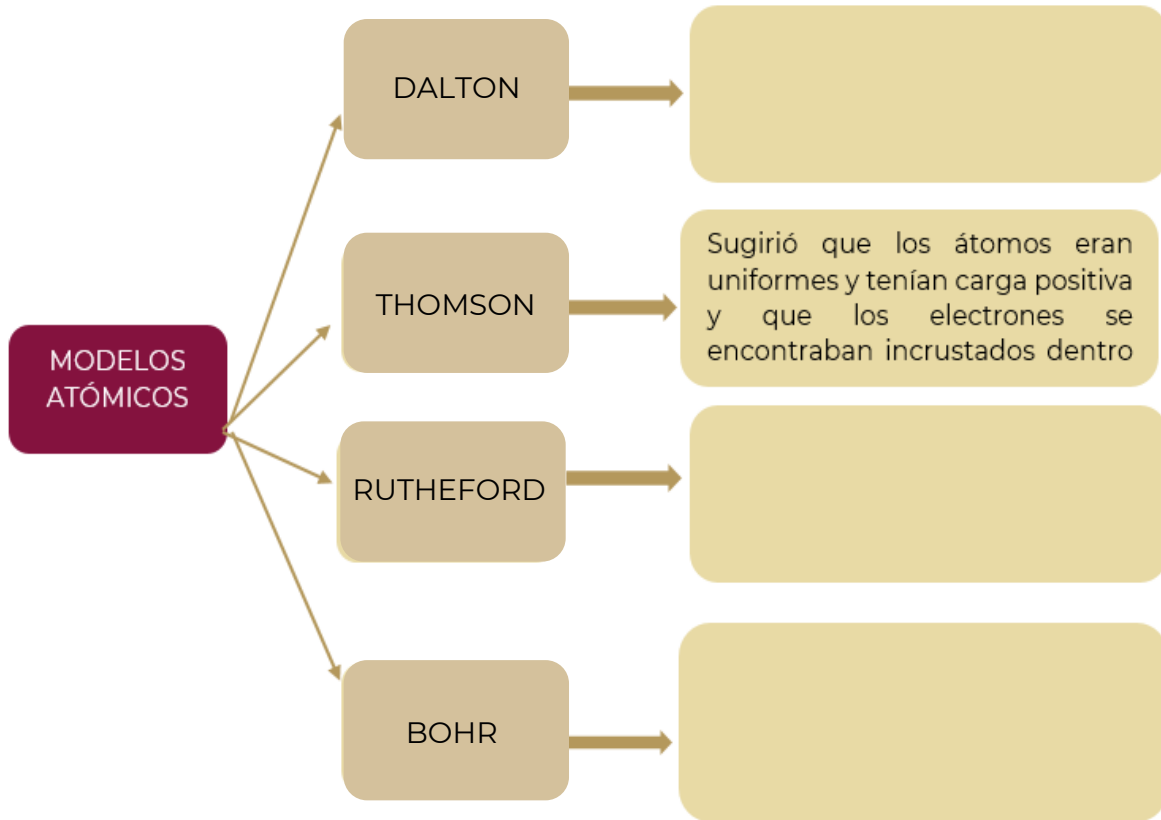 DALTON
Sugirió que los átomos eran
uniformes y tenían carga positiva
y que los electrones se
encontraban incrustados dentro
THOMSON
MODELOS
ATÓMICOS
RUTHEFORD
BOHR